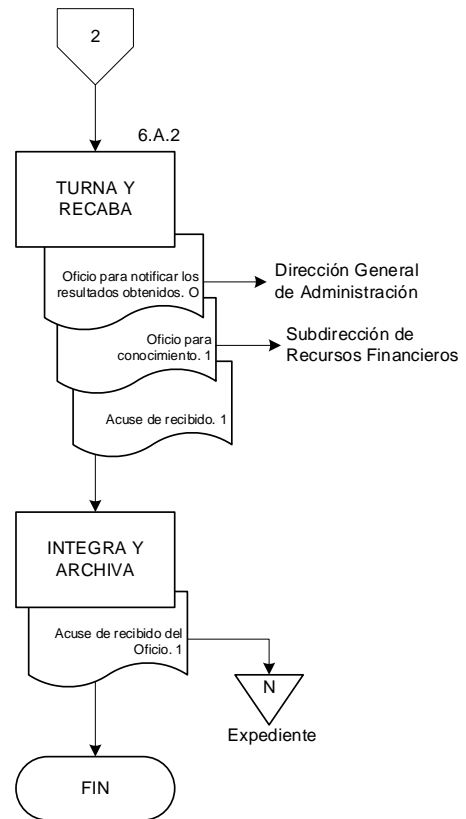 2
6.A.2
TURNA Y
RECABA
Oficio para notificar los
resultados obtenidos. O
Dirección General
de Administración
Oficio para
conocimiento. 1
Subdirección de
Recursos Financieros
Acuse de recibido. 1
INTEGRA Y
ARCHIVA
Acuse de recibido del
Oficio. 1
N
Expediente
FIN